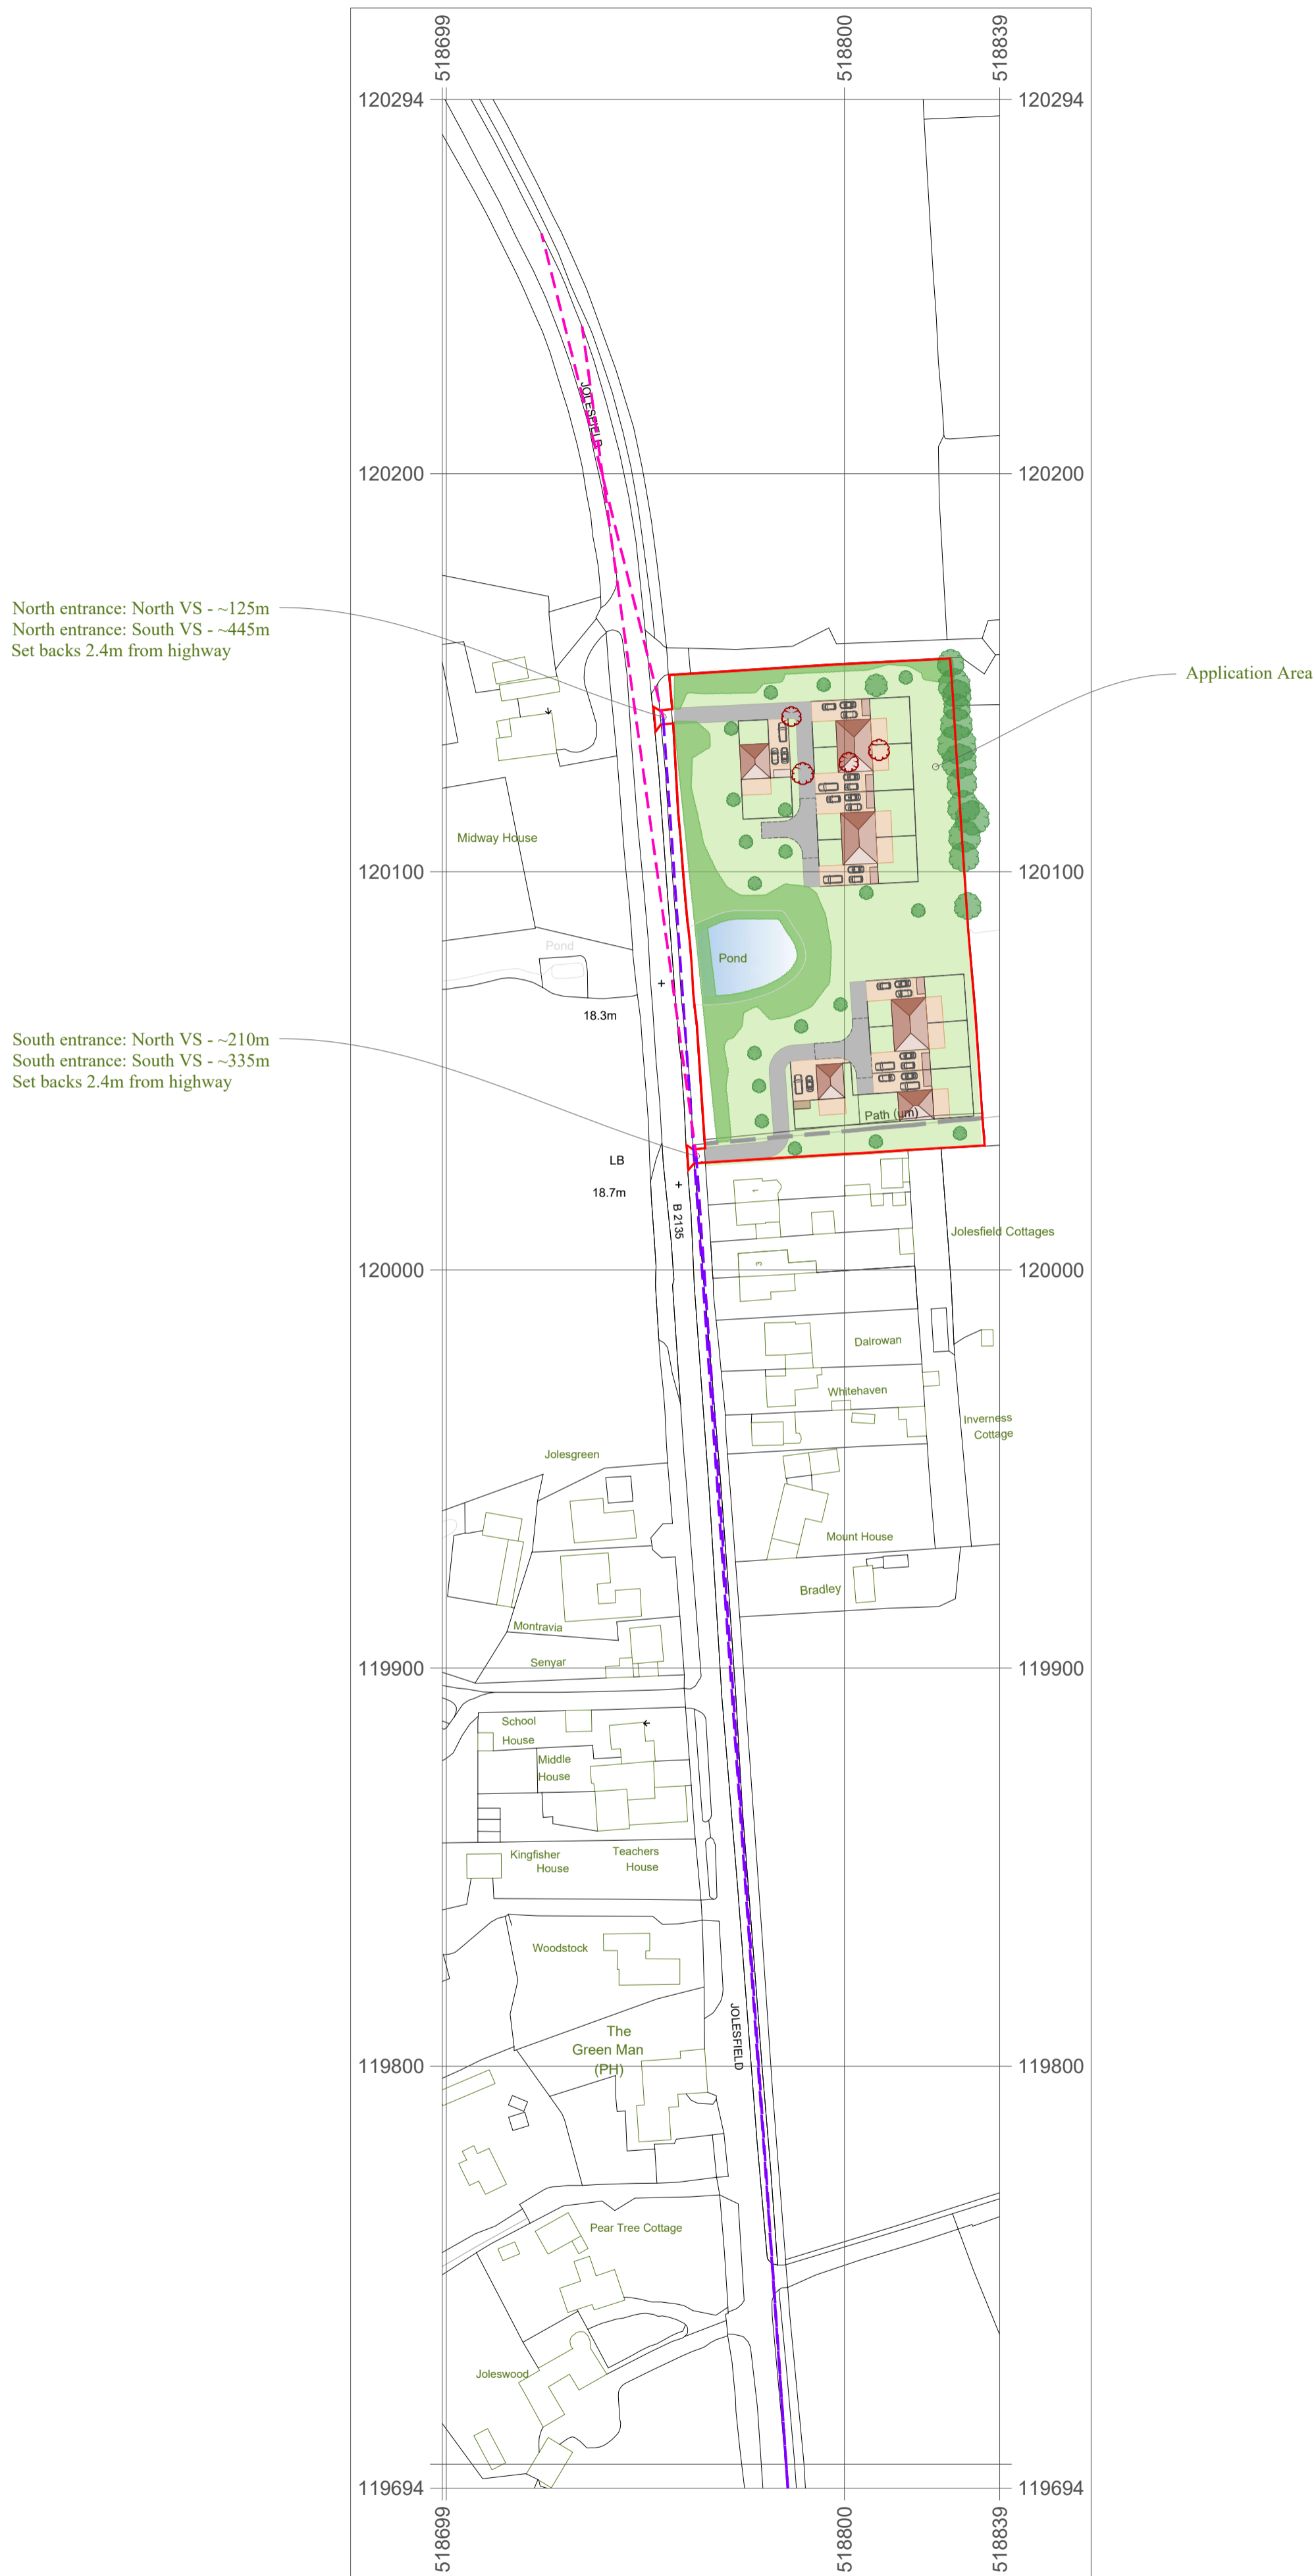 518699
518800
518839
120294
120294
JOLESFIELD
120200
120200
North entrance: North VS - ~125m
North entrance: South VS - ~445m
Set backs 2.4m from highway
Application Area
Midway House
120100
120100
Pond
Pond
18.3m
South entrance: North VS - ~210m
South entrance: South VS - ~335m
Set backs 2.4m from highway
Path (um)
LB
18.7m
B 2135
1
Jolesfield Cottages
3
120000
120000
Dalrowan
Whitehaven
Inverness
Cottage
Jolesgreen
Mount House
Bradley
Montravia
Senyar
119900
119900
School
House
Middle
House
Kingfisher
House
Teachers
House
Woodstock
JOLESFIELD
The
Green Man
(PH)
119800
119800
Pear Tree Cottage
Joleswood
119694
119694
518699
518800
518839